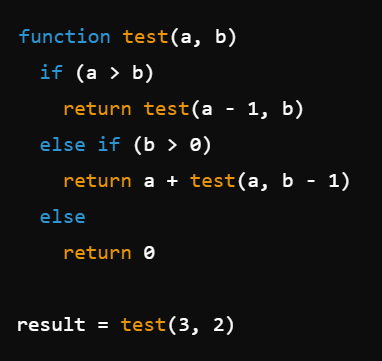 function test(a, b)
  if (a > b)
    return test(a - 1, b)
  else if (b > 0)
    return a + test(a, b - 1)
  else
    return 0

result = test(3, 2)